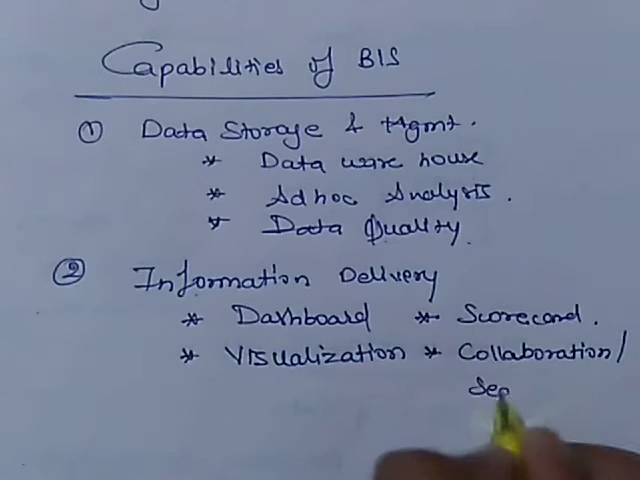 Capabilities of BIS
① Data Storage & Mgmt.
* Data ware house
* Adhoc Analysis.
* Data Quality
② Information Delivery
* Dashboard * Scorecard.
* Visualization * Collaboration/
Sea